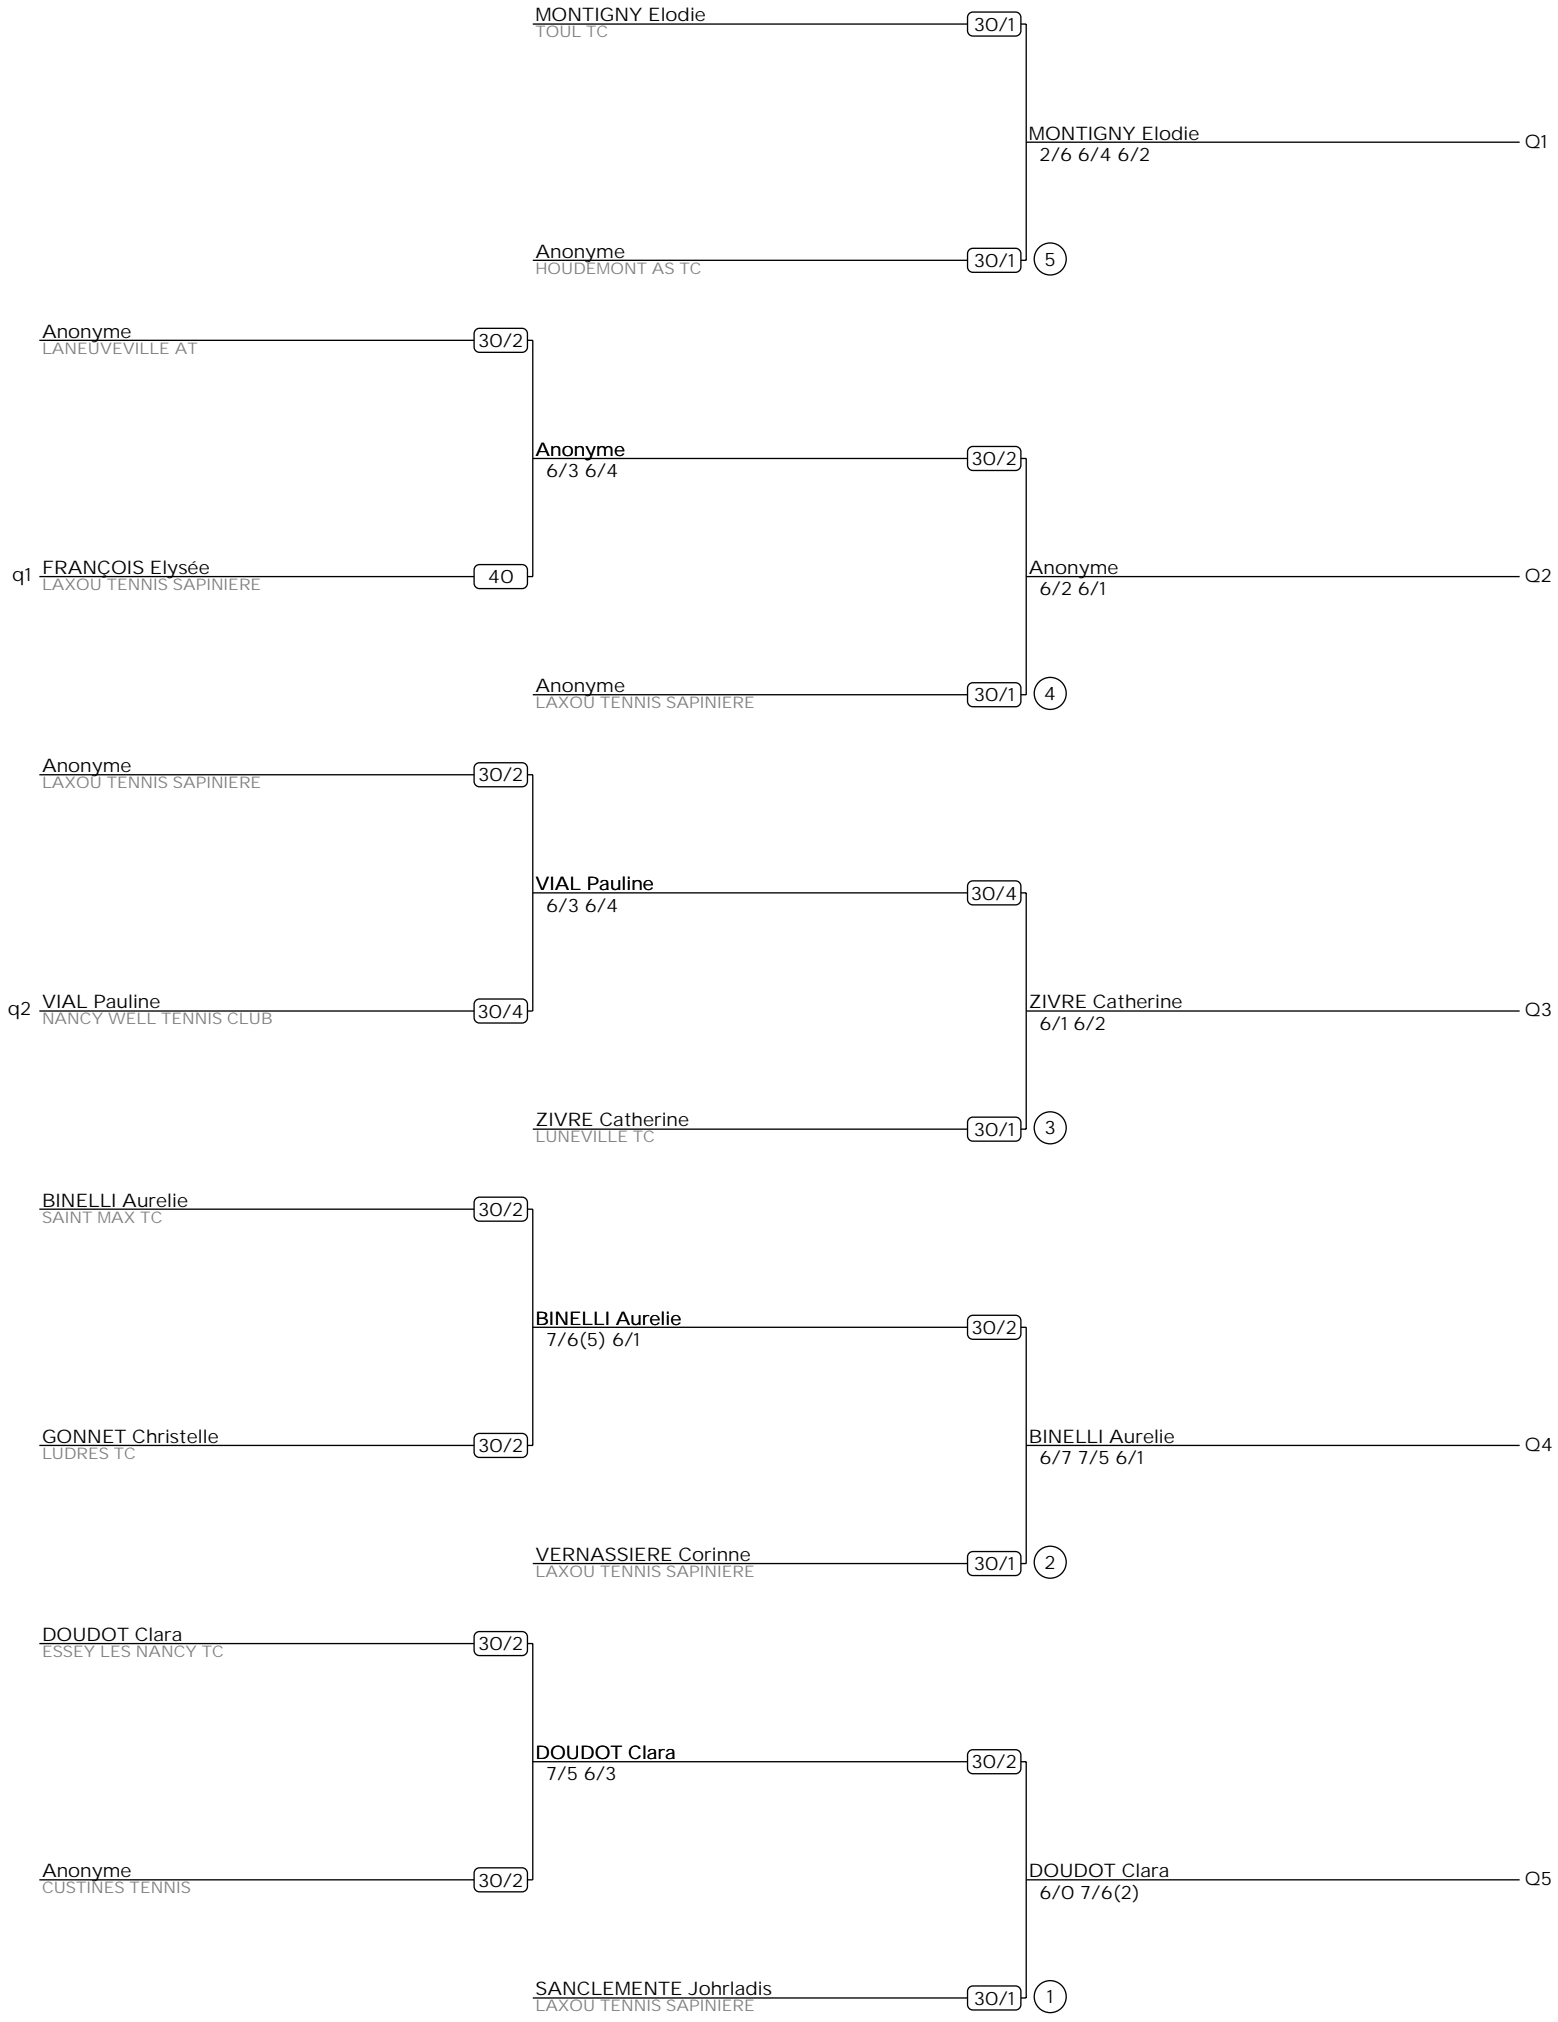 MONTIGNY Elodie
TOUL TC
30/1
MONTIGNY Elodie
2/6 6/4 6/2
Q1
Anonyme
HOUDEMONT AS TC
30/1
5
Anonyme
LANEUVEVILLE AT
30/2
Anonyme
6/3 6/4
30/2
q1
FRANÇOIS Elysée
LAXOU TENNIS SAPINIERE
40
Anonyme
6/2 6/1
Q2
Anonyme
LAXOU TENNIS SAPINIERE
30/1
4
Anonyme
LAXOU TENNIS SAPINIERE
30/2
VIAL Pauline
6/3 6/4
30/4
q2
VIAL Pauline
NANCY WELL TENNIS CLUB
30/4
ZIVRE Catherine
6/1 6/2
Q3
ZIVRE Catherine
LUNEVILLE TC
30/1
3
BINELLI Aurelie
SAINT MAX TC
30/2
BINELLI Aurelie
7/6(5) 6/1
30/2
GONNET Christelle
LUDRES TC
30/2
BINELLI Aurelie
6/7 7/5 6/1
Q4
VERNASSIERE Corinne
LAXOU TENNIS SAPINIERE
30/1
2
DOUDOT Clara
ESSEY LES NANCY TC
30/2
DOUDOT Clara
7/5 6/3
30/2
Anonyme
CUSTINES TENNIS
30/2
DOUDOT Clara
6/0 7/6(2)
Q5
SANCLEMENTE Johrladis
LAXOU TENNIS SAPINIERE
30/1
1